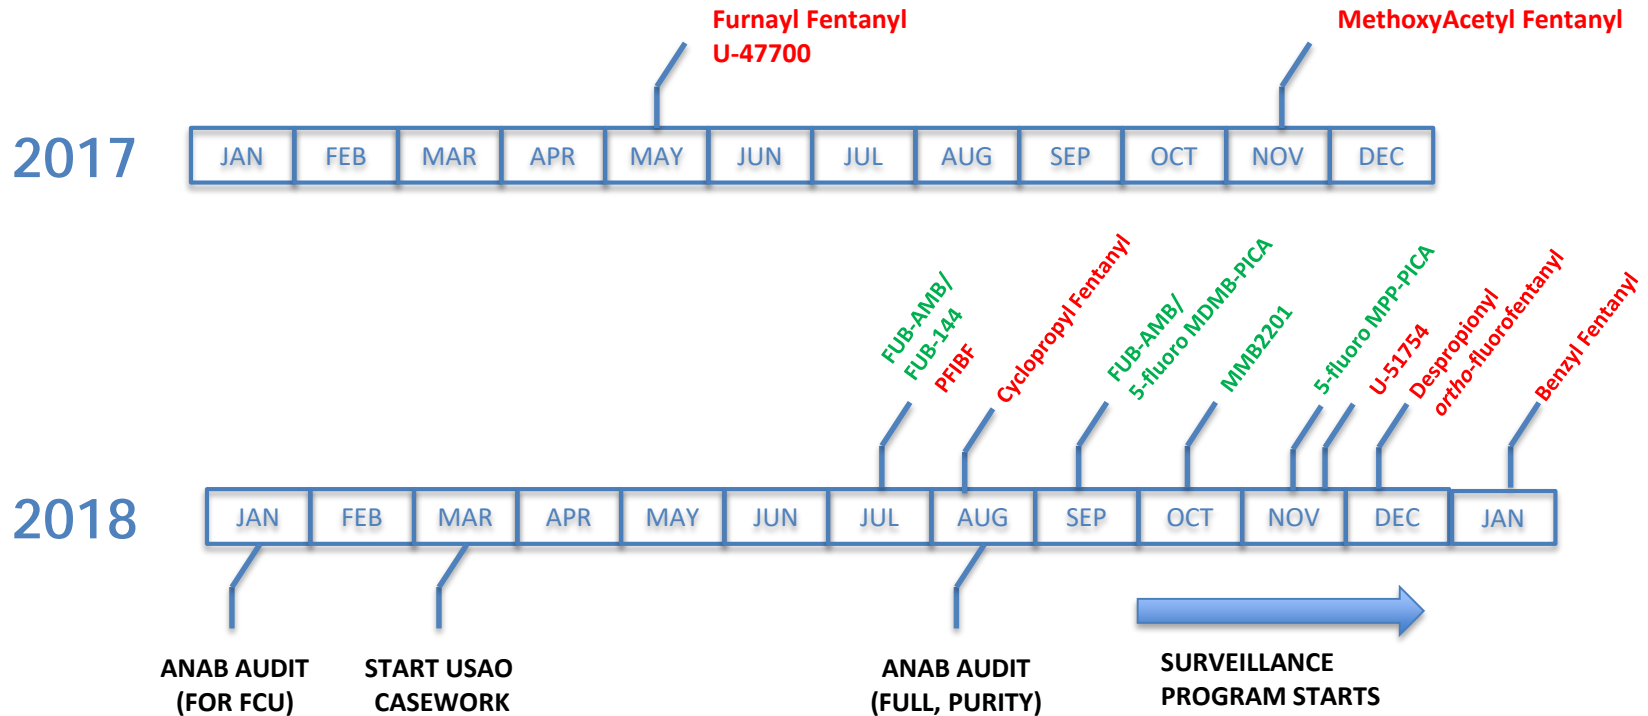 Furnayl Fentanyl
U-47700
MethoxyAcetyl Fentanyl
2017
JAN FEB MAR APR MAY JUN JUL AUG SEP OCT NOV DEC
FUB-AMB/
FUB-144
PFIBF
Cyclopropyl Fentanyl
FUB-AMB/
5-fluoro MDMB-PICA
MMB2201
5-fluoro MPP-PICA
U-51754
Despropionyl
ortho-fluorofentanyl
Benzyl Fentanyl
2018
JAN FEB MAR APR MAY JUN JUL AUG SEP OCT NOV DEC JAN
ANAB AUDIT
(FOR FCU)
START USAO
CASEWORK
ANAB AUDIT
(FULL, PURITY)
SURVEILLANCE
PROGRAM STARTS